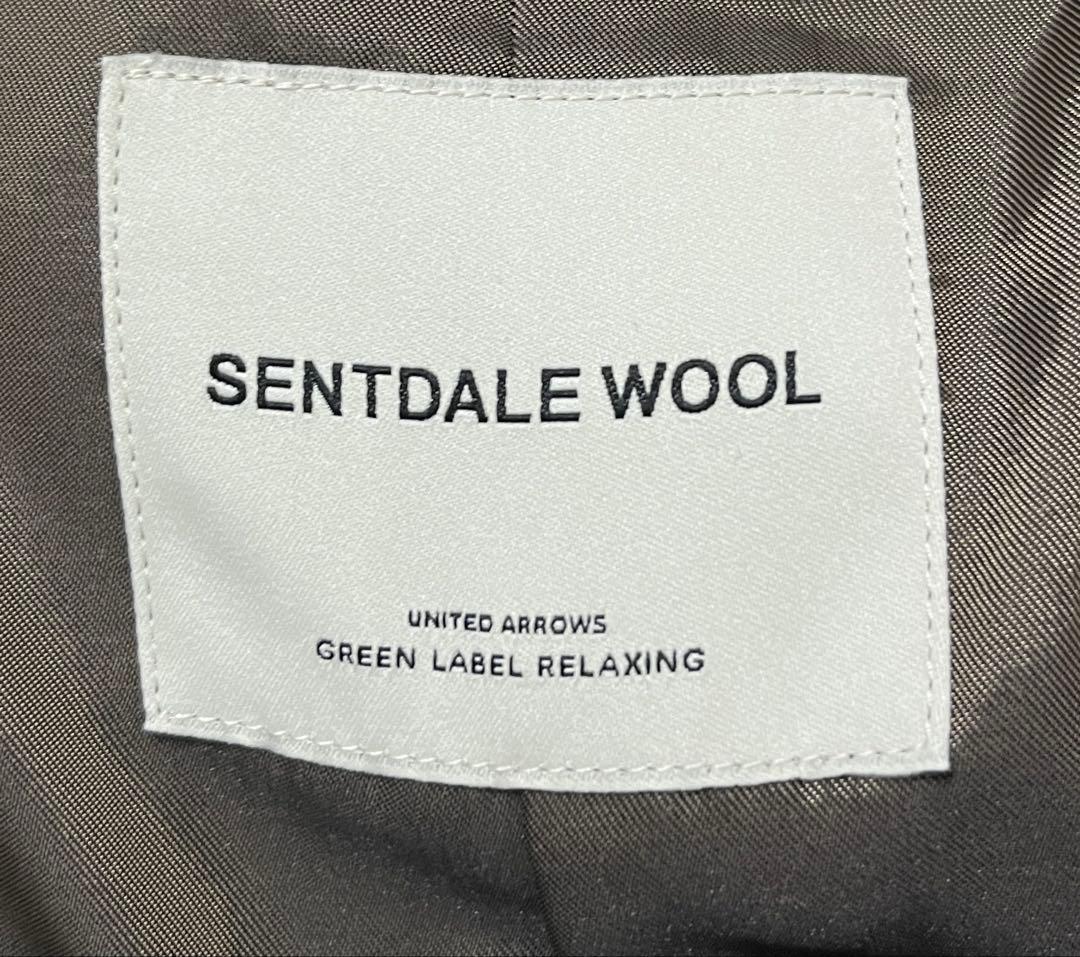 SENTDALE WOOL
UNITED ARROWS
GREEN LABEL RELAXING